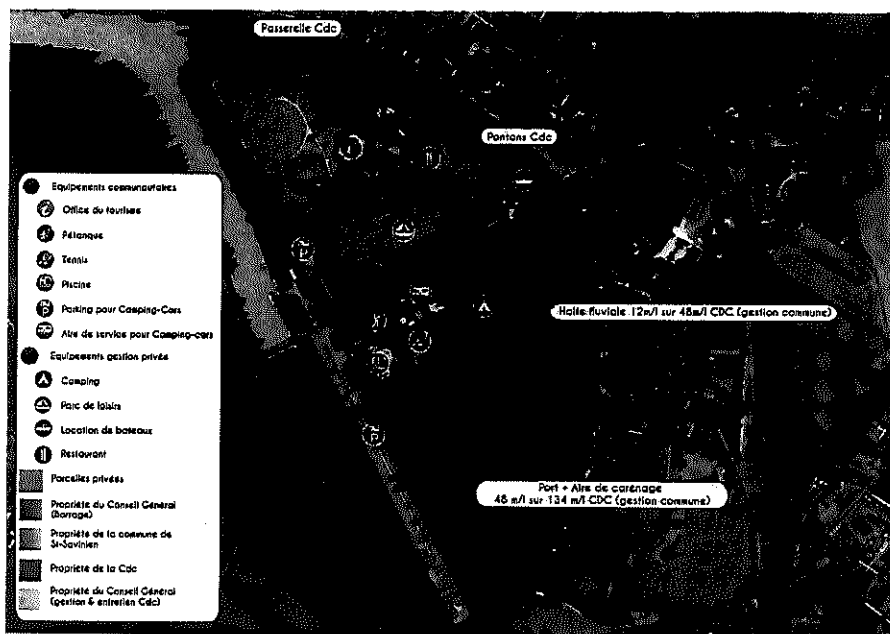 Passerelle Cdc
Pontons Cdc
Equipements communautaires
Office du tourisme
Pétanque
Tennis
Piscine
Parking pour Camping-Cars
Aire de service pour Camping-cars
Equipements gestion privée
Camping
Parc de loisirs
Location de bateaux
Restaurant
Parcelles privées
Propriété du Conseil Général
(Barrage)
Propriété de la commune de
St-Savinien
Propriété de la Cdc
Propriété du Conseil Général
(gestion & entretien Cdc)
Halte fluviale 12m/l sur 48m/l CDC (gestion commune)
Port + Aire de carénage
48 m/l sur 134 m/l CDC (gestion commune)